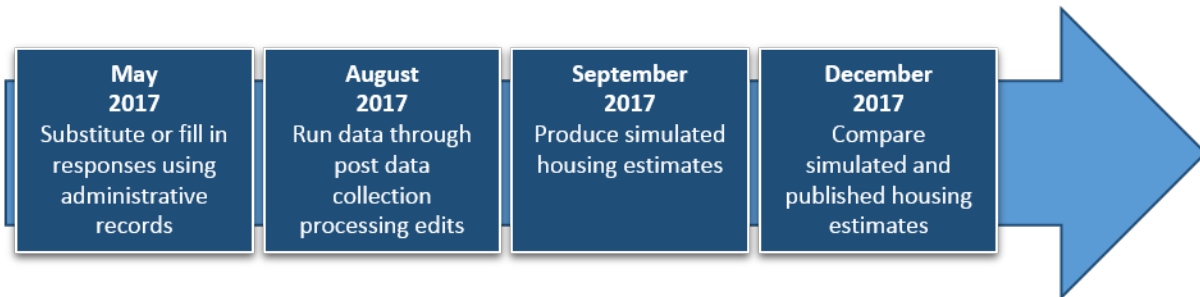 May
2017
Substitute or fill in
responses using
administrative
records
August
2017
Run data through
post data
collection
processing edits
September
2017
Produce simulated
housing estimates
December
2017
Compare
simulated and
published housing
estimates